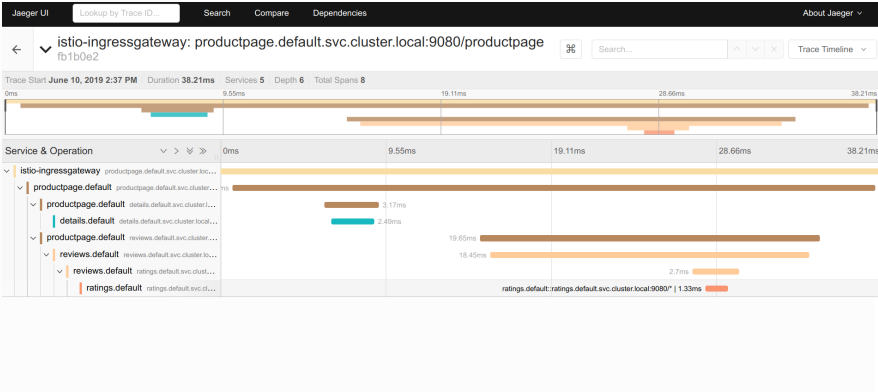 Jaeger UI Lookup by Trace ID... Search Compare Dependencies About Jaeger
istio-ingressgateway: productpage.default.svc.cluster.local:9080/productpage
fb1b0e2
⌘ Search... Trace Timeline
Trace Start June 10, 2019 2:37 PM Duration 38.21ms Services 5 Depth 6 Total Spans 8
0ms 9.55ms 19.11ms 28.66ms 38.21ms
Service & Operation 0ms 9.55ms 19.11ms 28.66ms 38.21ms
istio-ingressgateway productpage.default.svc.cluster.loc...
productpage.default productpage.default.svc.cluster... ms
productpage.default details.default.svc.cluster.l... 3.17ms
details.default details.default.svc.cluster.local... 2.49ms
productpage.default reviews.default.svc.cluster.... 19.65ms
reviews.default reviews.default.svc.cluster.lo... 18.45ms
reviews.default ratings.default.svc.clust... 2.7ms
ratings.default ratings.default.svc.cl... ratings.default::ratings.default.svc.cluster.local:9080/* | 1.33ms